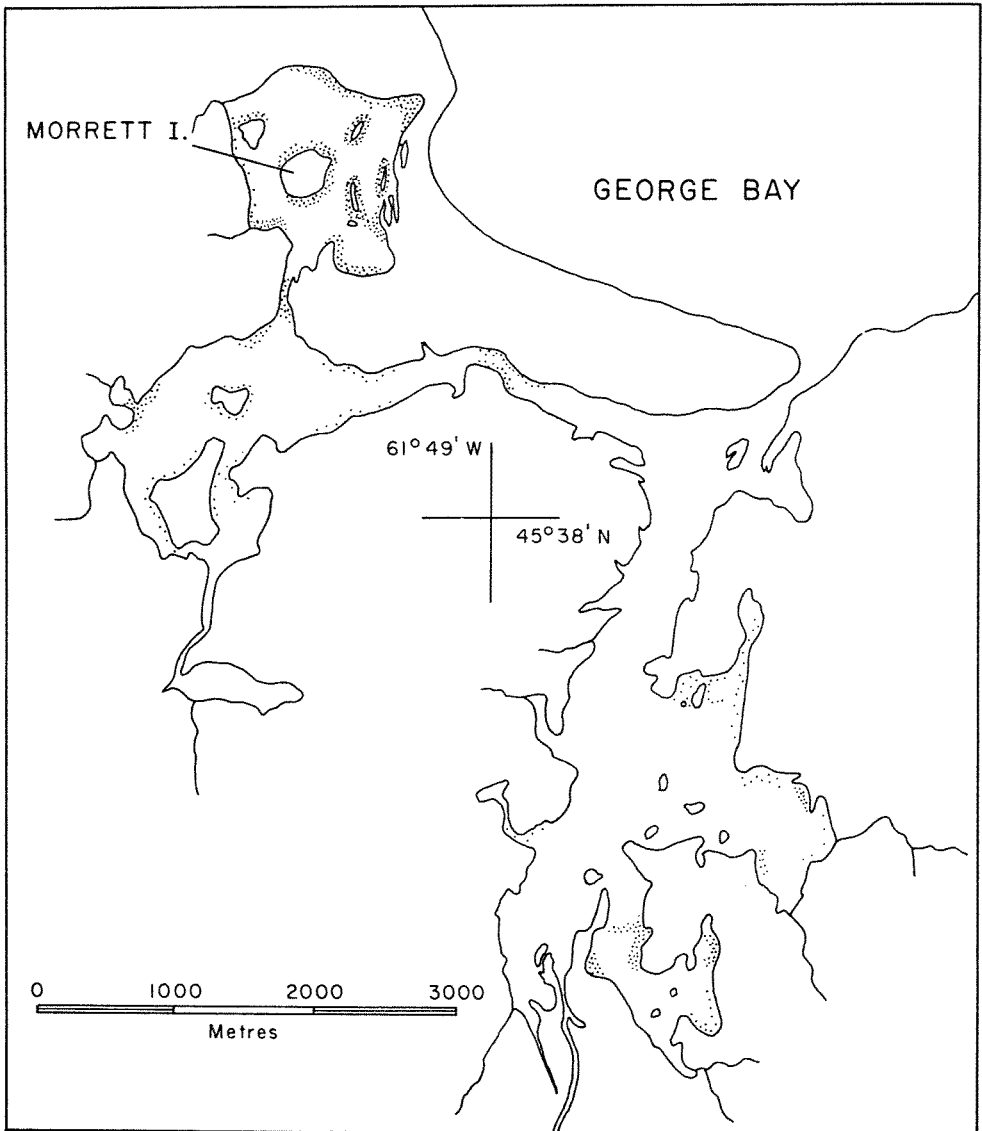 MORRETT I.
GEORGE BAY
61° 49' W
45° 38' N
0 1000 2000 3000
Metres